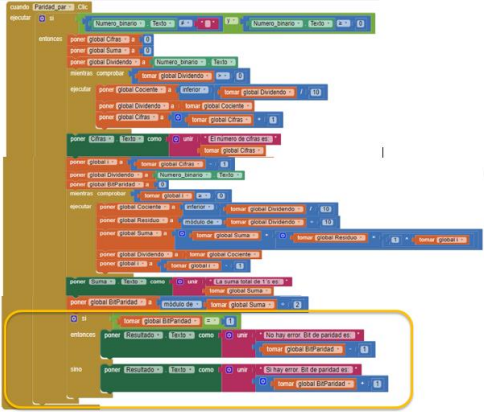 cuando Paridad_par .Clic
ejecutar si Numero_binario . Texto ≠ " " y Numero_binario . Texto = 0
entonces poner global Cifras a 0
poner global Suma a 0
poner global Dividendo a Numero_binario . Texto
mientras comprobar tomar global Dividendo 0
ejecutar poner global Cociente a inferior tomar global Dividendo / 10
poner global Dividendo a tomar global Cociente
poner global Cifras a tomar global Cifras + 1
poner Cifras . Texto como unir " El número de cifras es: "
tomar global Cifras
poner global i a tomar global Cifras - 1
poner global Dividendo a Numero_binario . Texto
poner global BitParidad a 0
mientras comprobar tomar global i 0
ejecutar poner global Cociente a inferior tomar global Dividendo / 10
poner global Residuo a módulo de tomar global Dividendo ÷ 10
poner global Suma a tomar global Suma + tomar global Residuo * 1 tomar global i
poner global Dividendo a tomar global Cociente
poner global i a tomar global i - 1
poner Suma . Texto como unir " La suma total de 1's es: "
tomar global Suma
poner global BitParidad a módulo de tomar global Suma ÷ 2
si tomar global BitParidad = 1
entonces poner Resultado . Texto como unir " No hay error. Bit de paridad es: "
tomar global BitParidad - 1
sino poner Resultado . Texto como unir " Si hay error. Bit de paridad es: "
tomar global BitParidad + 1